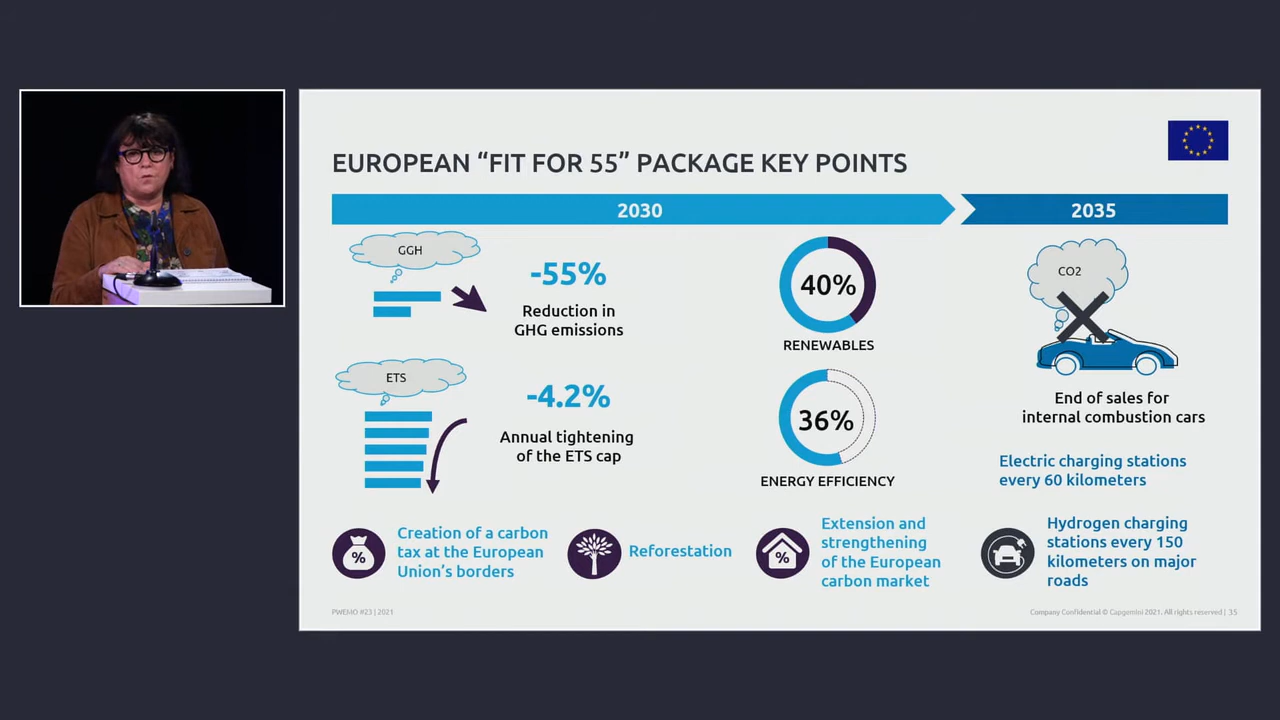 EUROPEAN “FIT FOR 55” PACKAGE KEY POINTS
2030
2035
GGH
-55%
Reduction in
GHG emissions
40%
RENEWABLES
CO2
End of sales for
internal combustion cars
ETS
-4.2%
Annual tightening
of the ETS cap
36%
ENERGY EFFICIENCY
Electric charging stations
every 60 kilometers
%
Creation of a carbon
tax at the European
Union’s borders
Reforestation
%
Extension and
strengthening
of the European
carbon market
Hydrogen charging
stations every 150
kilometers on major
roads
PWEMO #23 | 2021
Company Confidential © Capgemini 2021. All rights reserved | 35